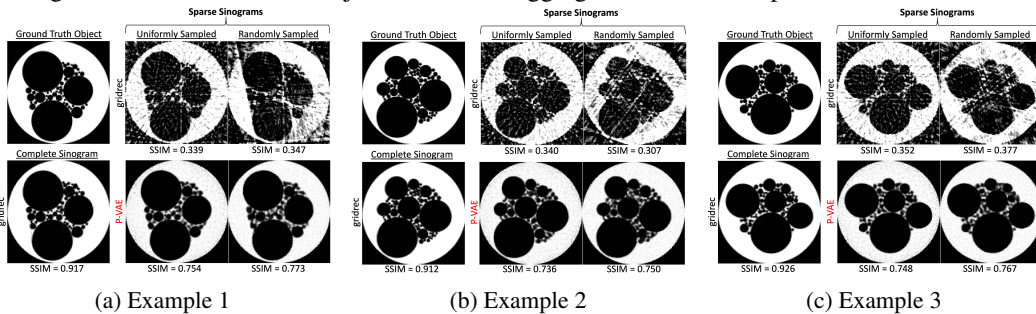 Sparse Sinograms
Ground Truth Object
Uniformly Sampled
Randomly Sampled
gridrec
SSIM = 0.339
SSIM = 0.347
Complete Sinogram
gridrec
P-VAE
SSIM = 0.917
SSIM = 0.754
SSIM = 0.773
(a) Example 1
Sparse Sinograms
Ground Truth Object
Uniformly Sampled
Randomly Sampled
gridrec
SSIM = 0.340
SSIM = 0.307
Complete Sinogram
gridrec
P-VAE
SSIM = 0.912
SSIM = 0.736
SSIM = 0.750
(b) Example 2
Sparse Sinograms
Ground Truth Object
Uniformly Sampled
Randomly Sampled
gridrec
SSIM = 0.352
SSIM = 0.377
Complete Sinogram
gridrec
P-VAE
SSIM = 0.926
SSIM = 0.748
SSIM = 0.767
(c) Example 3